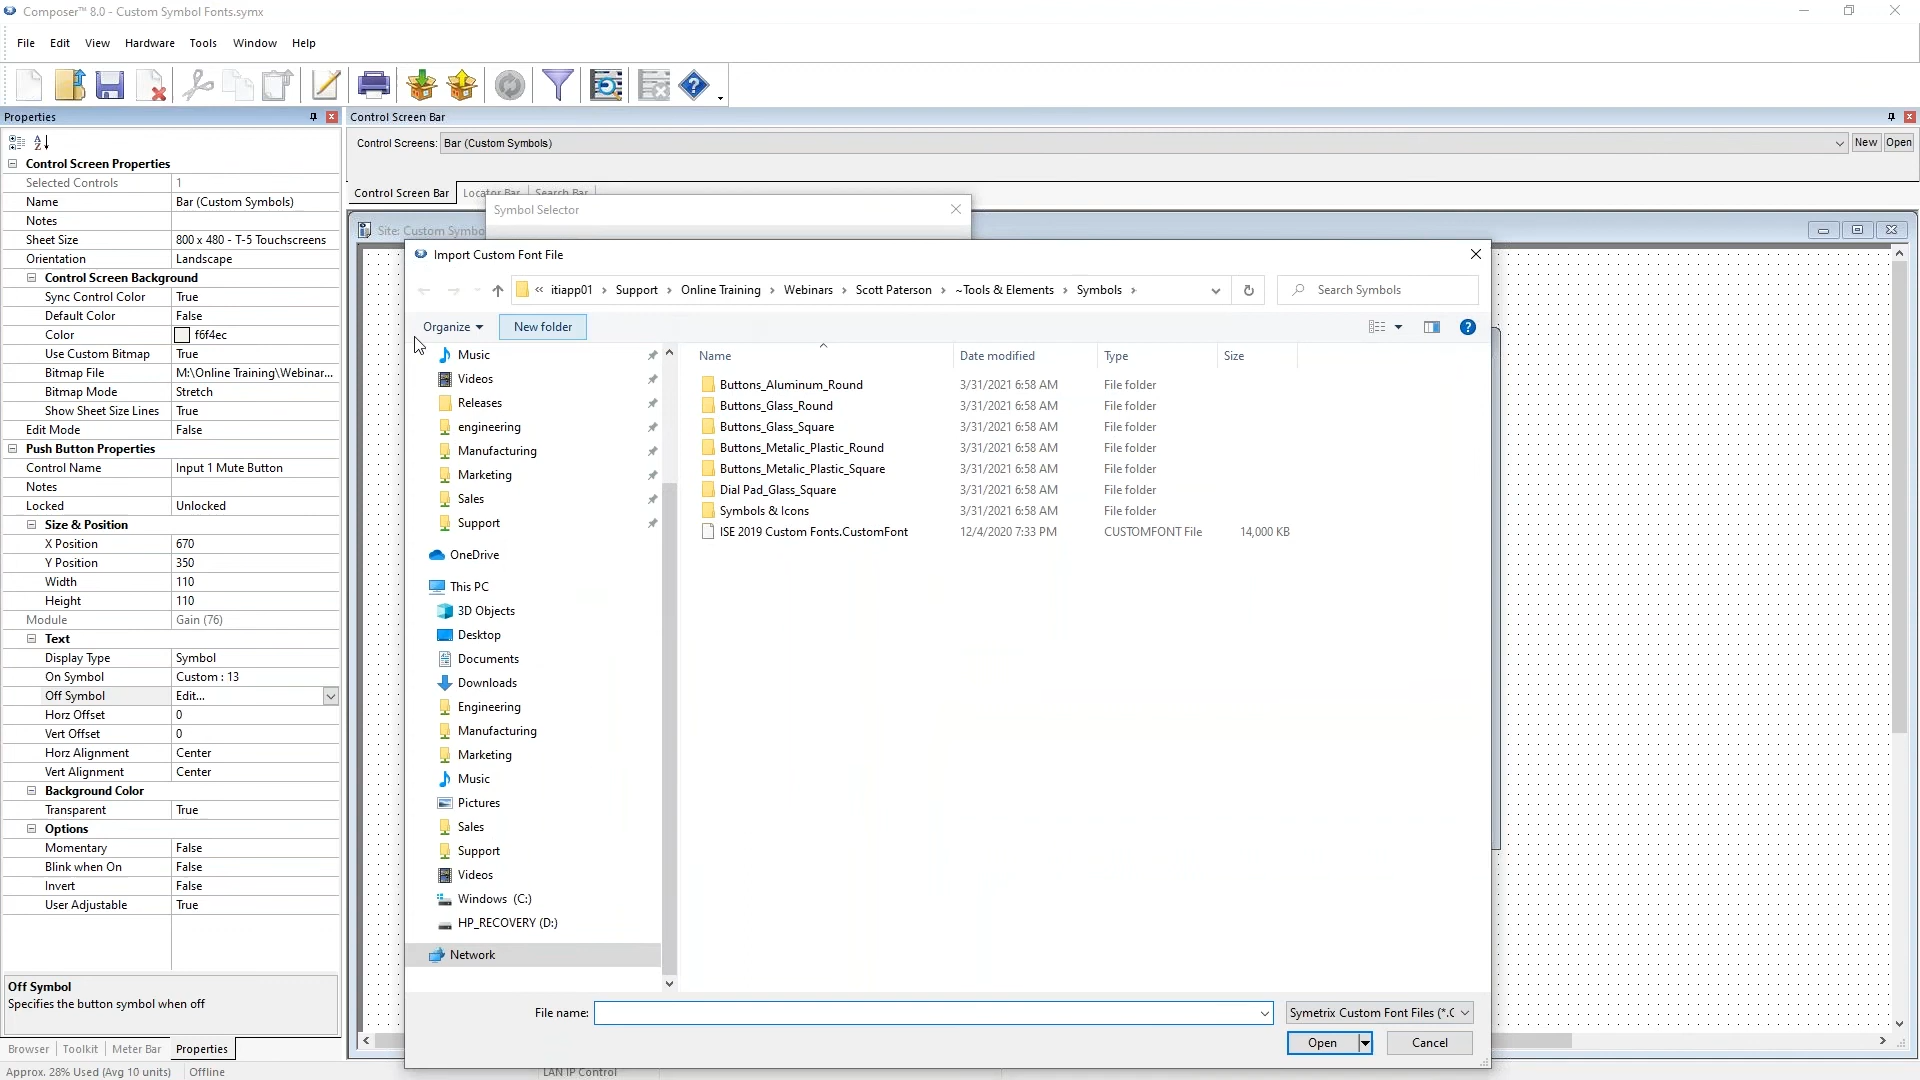 Composer™ 8.0 - Custom Symbol Fonts.symx
File Edit View Hardware Tools Window Help
Properties
Control Screen Properties
Selected Controls 1
Name Bar (Custom Symbols)
Notes
Sheet Size 800 x 480 - T-5 Touchscreens
Orientation Landscape
Control Screen Background
Sync Control Color True
Default Color False
Color f6f4ec
Use Custom Bitmap True
Bitmap File M:\Online Training\Webinar...
Bitmap Mode Stretch
Show Sheet Size Lines True
Edit Mode False
Push Button Properties
Control Name Input 1 Mute Button
Notes
Locked Unlocked
Size & Position
X Position 670
Y Position 350
Width 110
Height 110
Module Gain (76)
Text
Display Type Symbol
On Symbol Custom : 13
Off Symbol Edit...
Horz Offset 0
Vert Offset 0
Horz Alignment Center
Vert Alignment Center
Background Color
Transparent True
Options
Momentary False
Blink when On False
Invert False
User Adjustable True
Off Symbol
Specifies the button symbol when off
Browser Toolkit Meter Bar Properties
Approx. 28% Used (Avg 10 units) Offline LAN IP Control
Control Screen Bar
Control Screens: Bar (Custom Symbols) New Open
Control Screen Bar Locator Bar Search Bar
Symbol Selector
Site: Custom Symbo
Import Custom Font File
« itiapp01 › Support › Online Training › Webinars › Scott Paterson › ~Tools & Elements › Symbols ›
Search Symbols
Organize New folder
Music
Videos
Releases
engineering
Manufacturing
Marketing
Sales
Support
OneDrive
This PC
3D Objects
Desktop
Documents
Downloads
Engineering
Manufacturing
Marketing
Music
Pictures
Sales
Support
Videos
Windows (C:)
HP_RECOVERY (D:)
Network
Name Date modified Type Size
Buttons_Aluminum_Round 3/31/2021 6:58 AM File folder
Buttons_Glass_Round 3/31/2021 6:58 AM File folder
Buttons_Glass_Square 3/31/2021 6:58 AM File folder
Buttons_Metalic_Plastic_Round 3/31/2021 6:58 AM File folder
Buttons_Metalic_Plastic_Square 3/31/2021 6:58 AM File folder
Dial Pad_Glass_Square 3/31/2021 6:58 AM File folder
Symbols & Icons 3/31/2021 6:58 AM File folder
ISE 2019 Custom Fonts.CustomFont 12/4/2020 7:33 PM CUSTOMFONT File 14,000 KB
File name: Symetrix Custom Font Files (*.C
Open Cancel